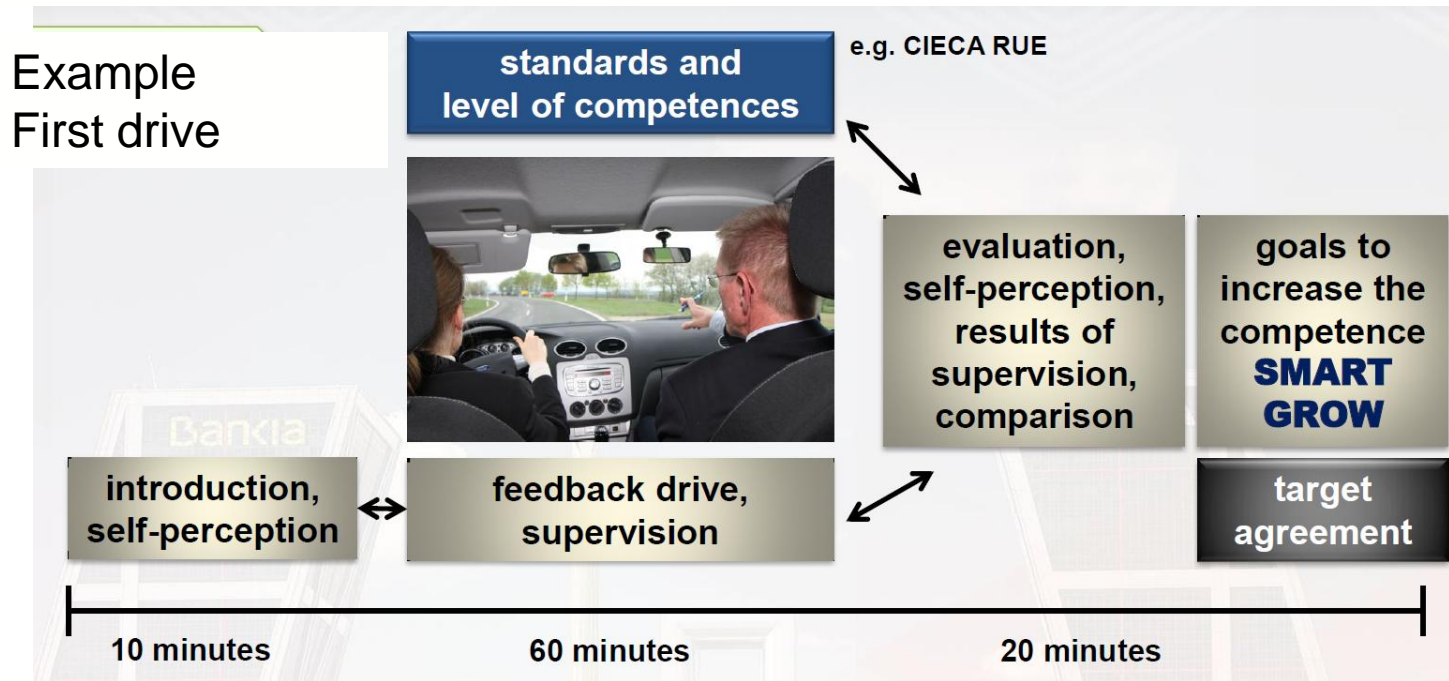 Example
First drive
standards and
level of competences
e.g. CIECA RUE
evaluation,
self-perception,
results of
supervision,
comparison
goals to
increase the
competence
SMART
GROW
Bankia
introduction,
self-perception
feedback drive,
supervision
target
agreement
10 minutes
60 minutes
20 minutes